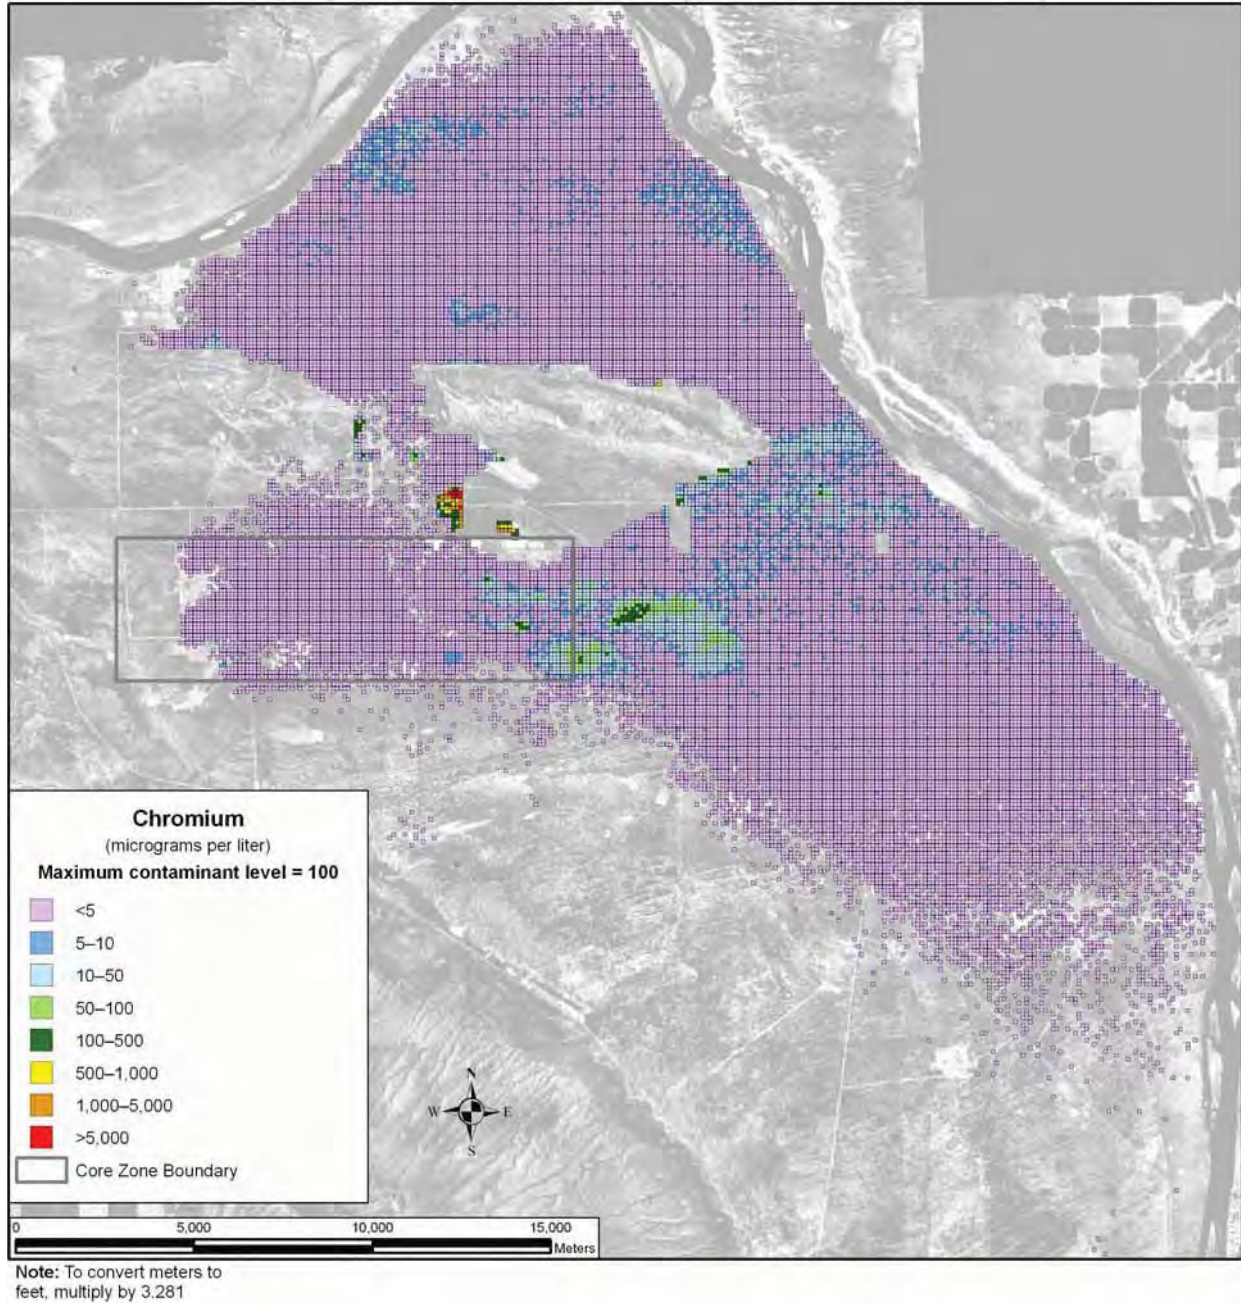 Chromium
(micrograms per liter)
Maximum contaminant level = 100
<5
5–10
10–50
50–100
100–500
500–1,000
1,000–5,000
>5,000
Core Zone Boundary
N
W E
S
0 5,000 10,000 15,000
Meters
Note: To convert meters to
feet, multiply by 3.281